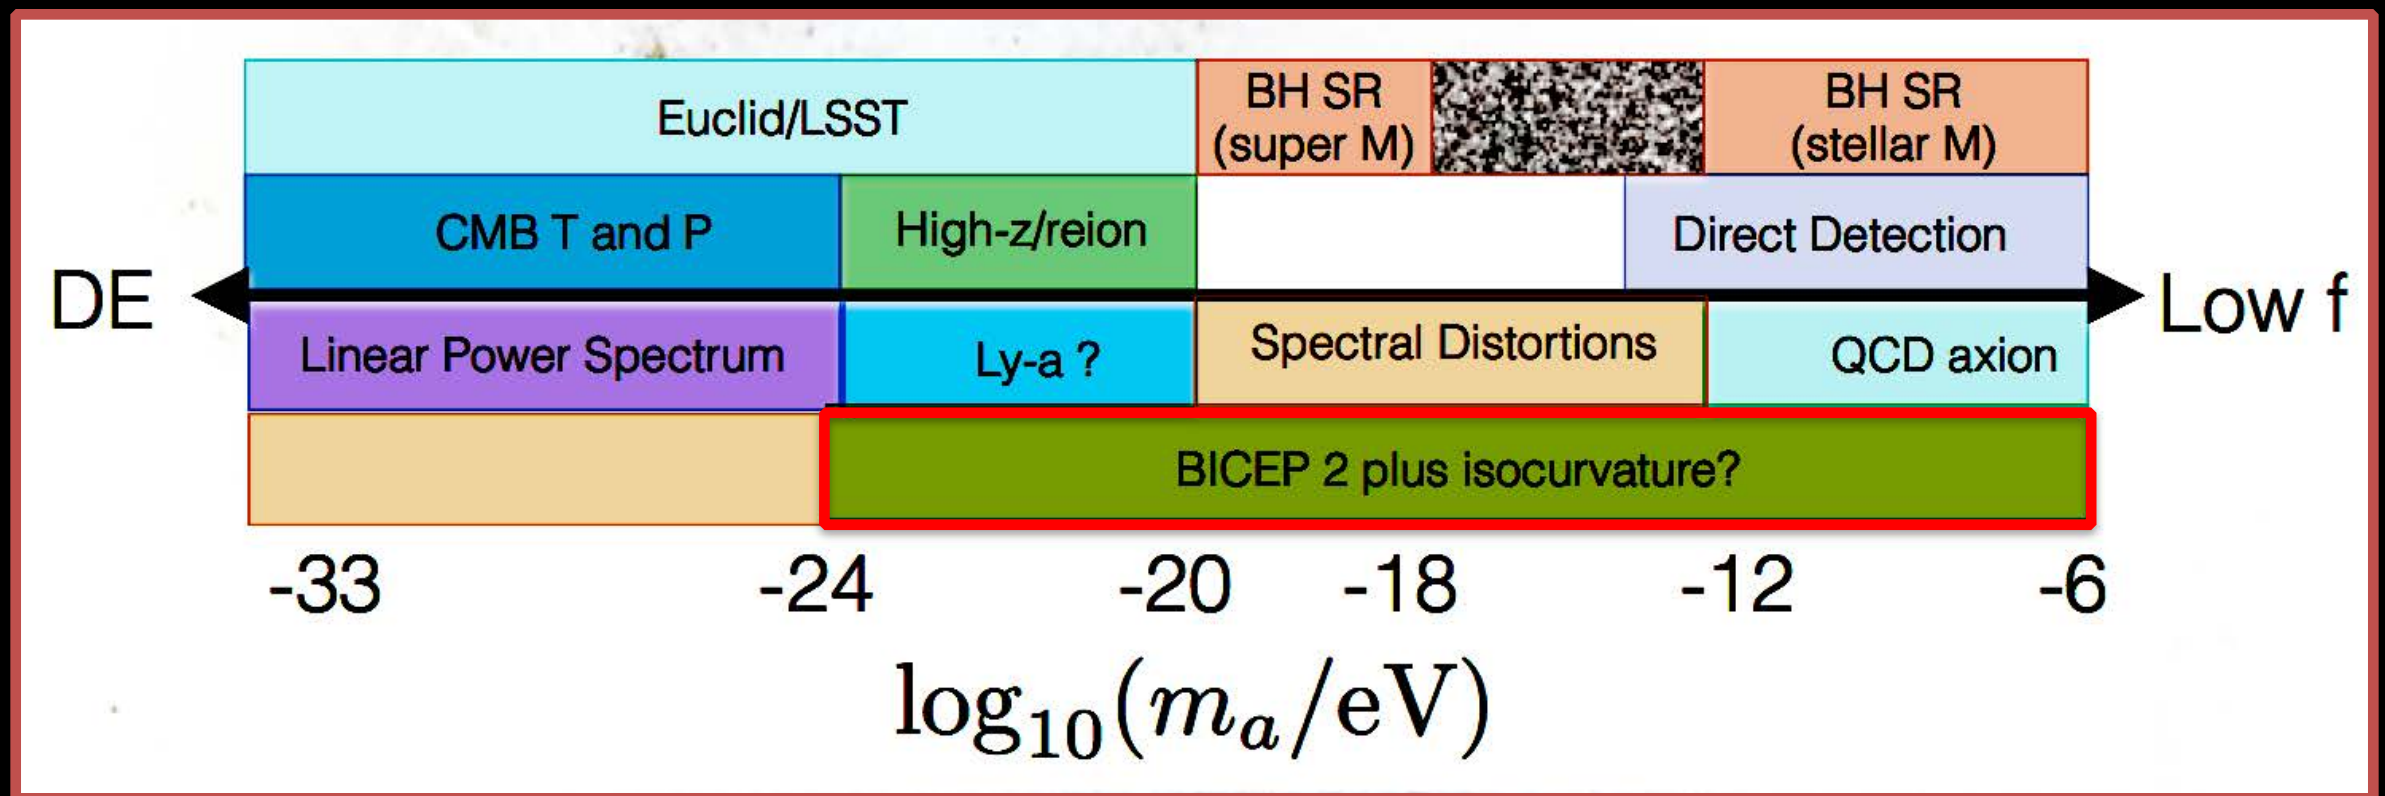 Euclid/LSST
BH SR
(super M)
BH SR
(stellar M)
CMB T and P
High-z/reion
Direct Detection
DE
Low f
Linear Power Spectrum
Ly-a ?
Spectral Distortions
QCD axion
BICEP 2 plus isocurvature?
-33 -24 -20 -18 -12 -6
log₁₀(mₐ/eV)